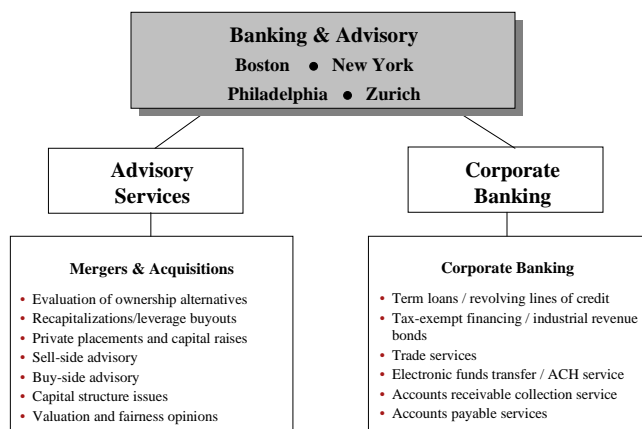 Banking & Advisory
Boston ● New York
Philadelphia ● Zurich
Advisory
Services
Corporate
Banking
Mergers & Acquisitions
• Evaluation of ownership alternatives
• Recapitalizations/leverage buyouts
• Private placements and capital raises
• Sell-side advisory
• Buy-side advisory
• Capital structure issues
• Valuation and fairness opinions
Corporate Banking
• Term loans / revolving lines of credit
• Tax-exempt financing / industrial revenue
bonds
• Trade services
• Electronic funds transfer / ACH service
• Accounts receivable collection service
• Accounts payable services